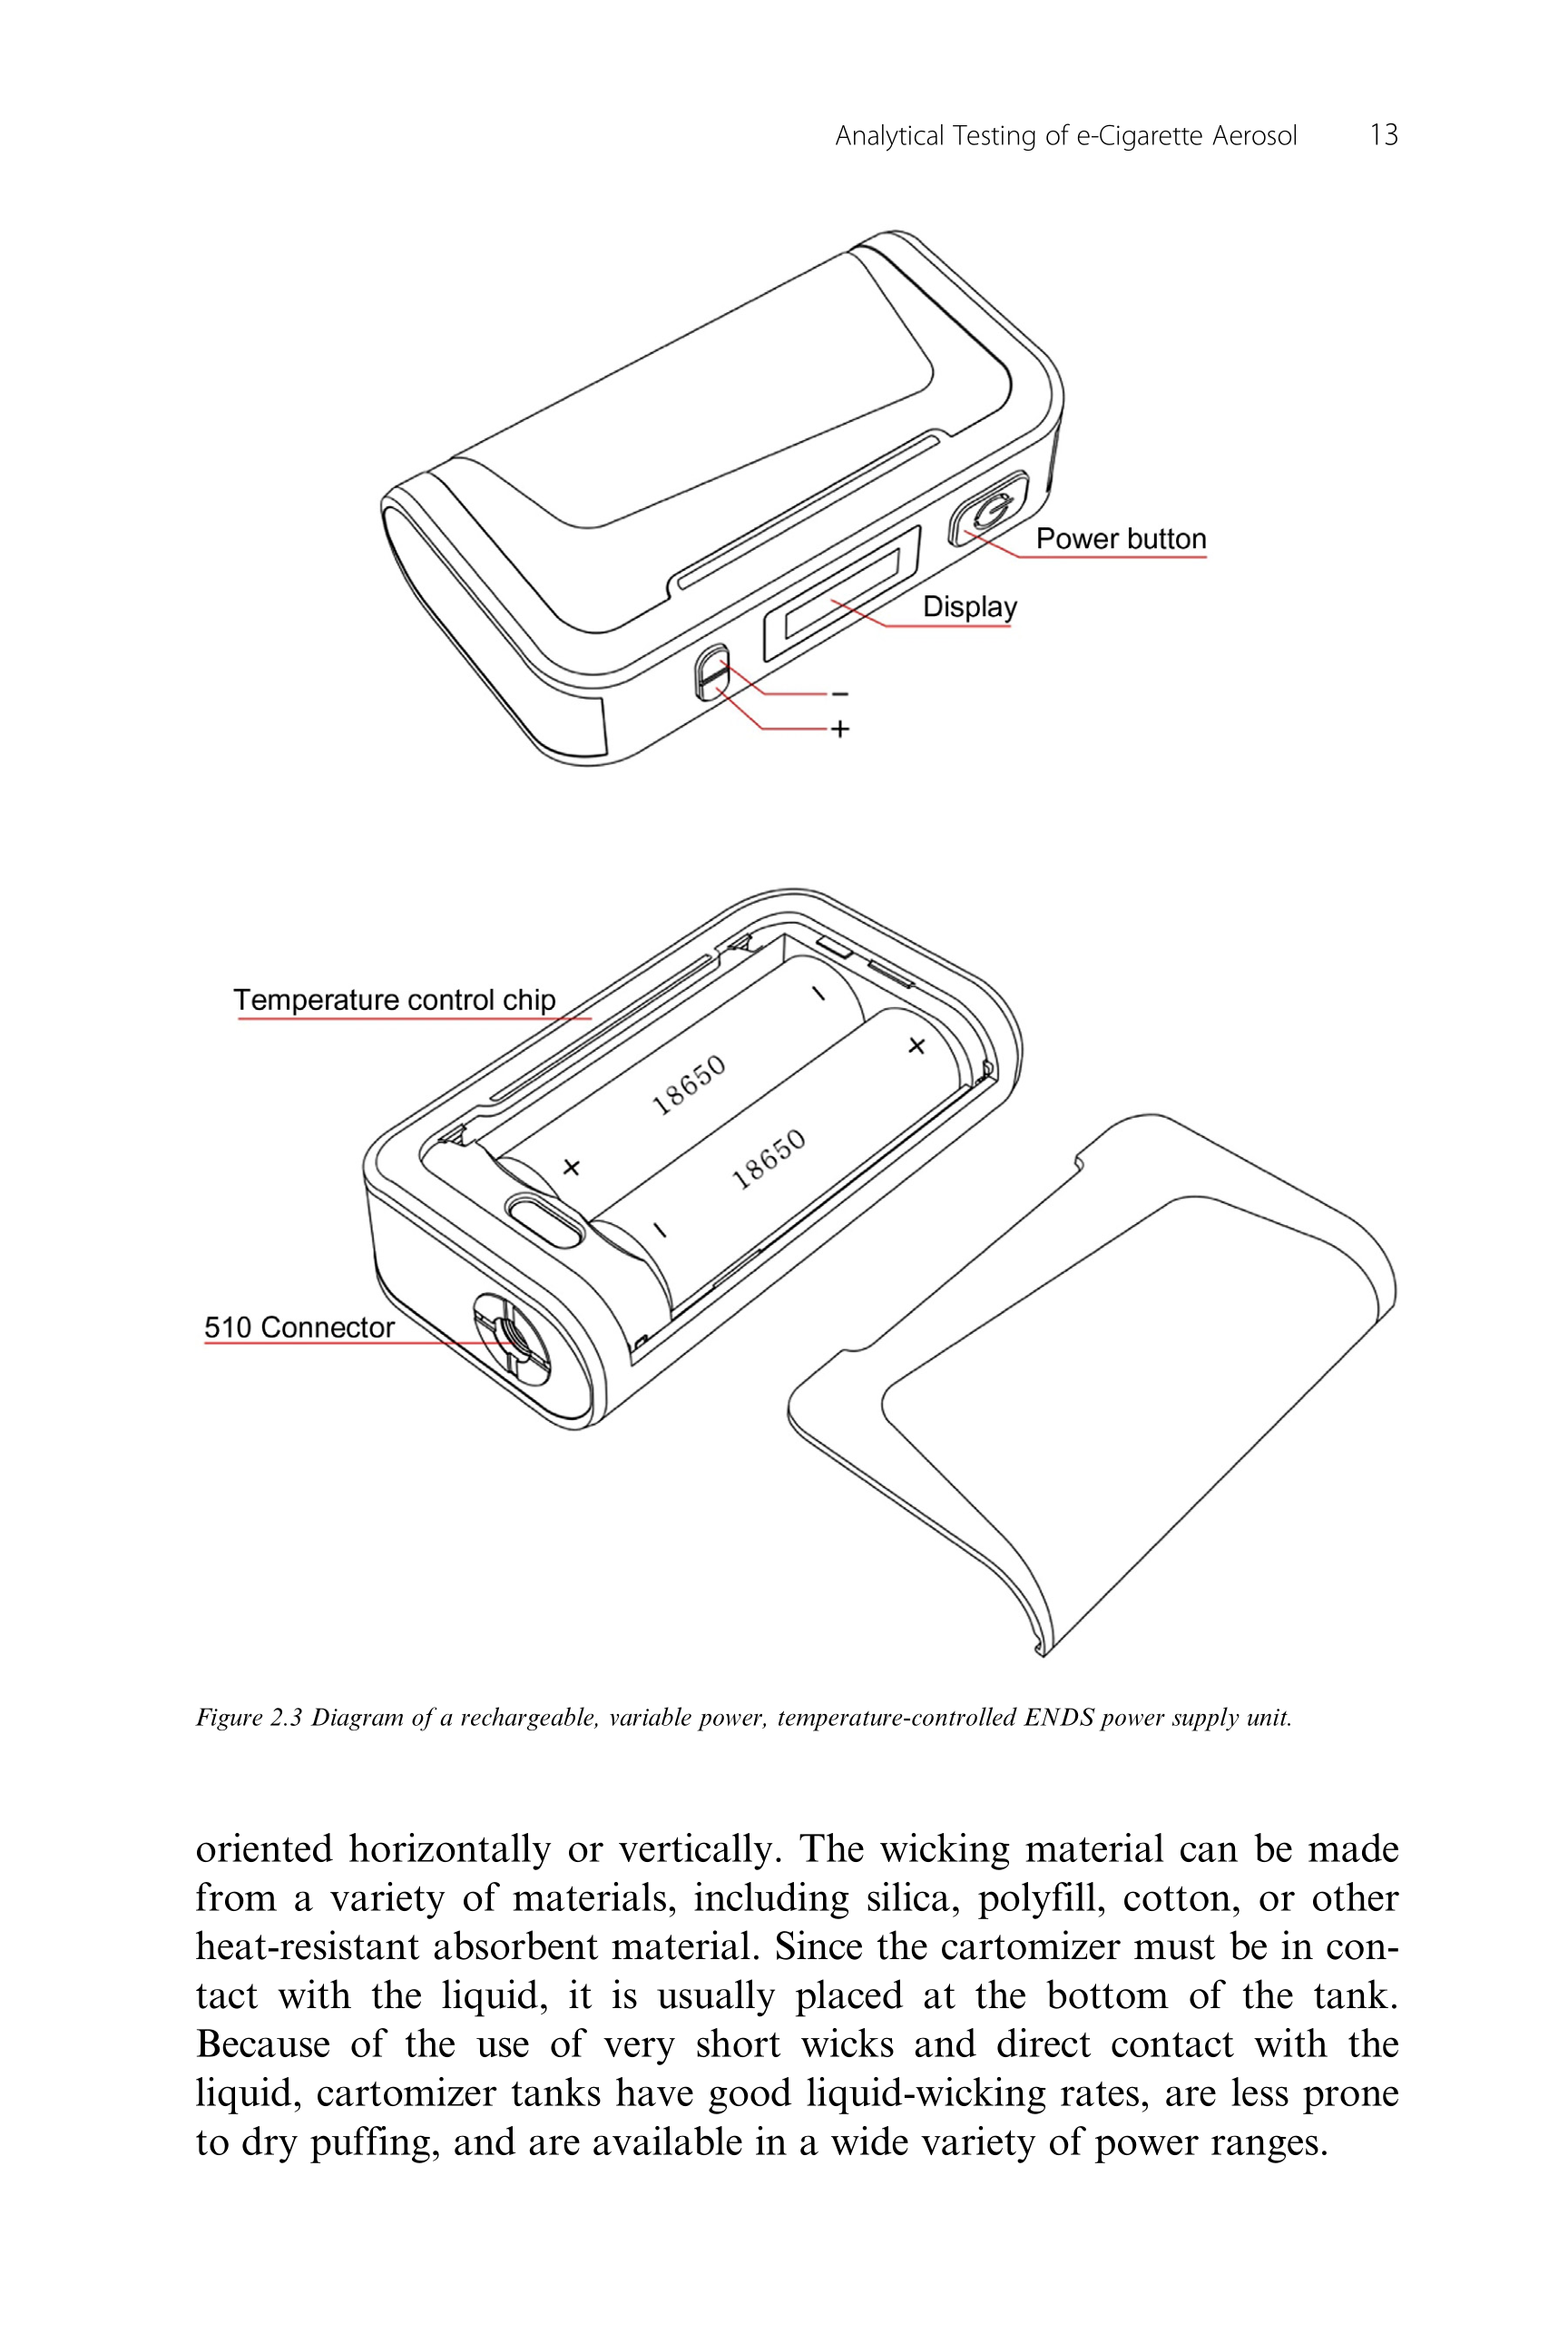 Analytical Testing of e-Cigarette Aerosol 13
Power button
Display
−
+
Temperature control chip
−
+
18650
18650
+
−
510 Connector
Figure 2.3 Diagram of a rechargeable, variable power, temperature-controlled ENDS power supply unit.
oriented horizontally or vertically. The wicking material can be made
from a variety of materials, including silica, polyfill, cotton, or other
heat-resistant absorbent material. Since the cartomizer must be in con-
tact with the liquid, it is usually placed at the bottom of the tank.
Because of the use of very short wicks and direct contact with the
liquid, cartomizer tanks have good liquid-wicking rates, are less prone
to dry puffing, and are available in a wide variety of power ranges.